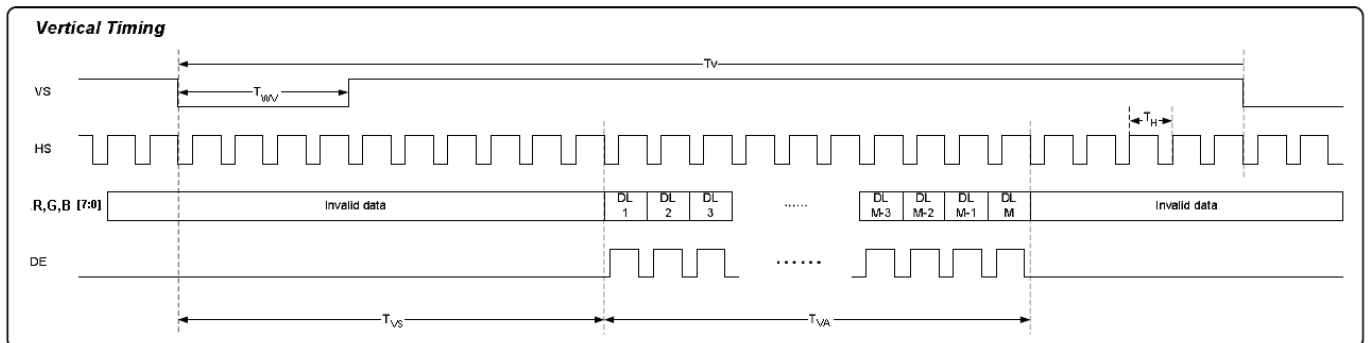 Vertical Timing
Tv
VS
TWV
HS
TH
R,G,B [7:0]
Invalid data
DL 1
DL 2
DL 3
......
DL M-3
DL M-2
DL M-1
DL M
Invalid data
DE
......
TVS
TVA